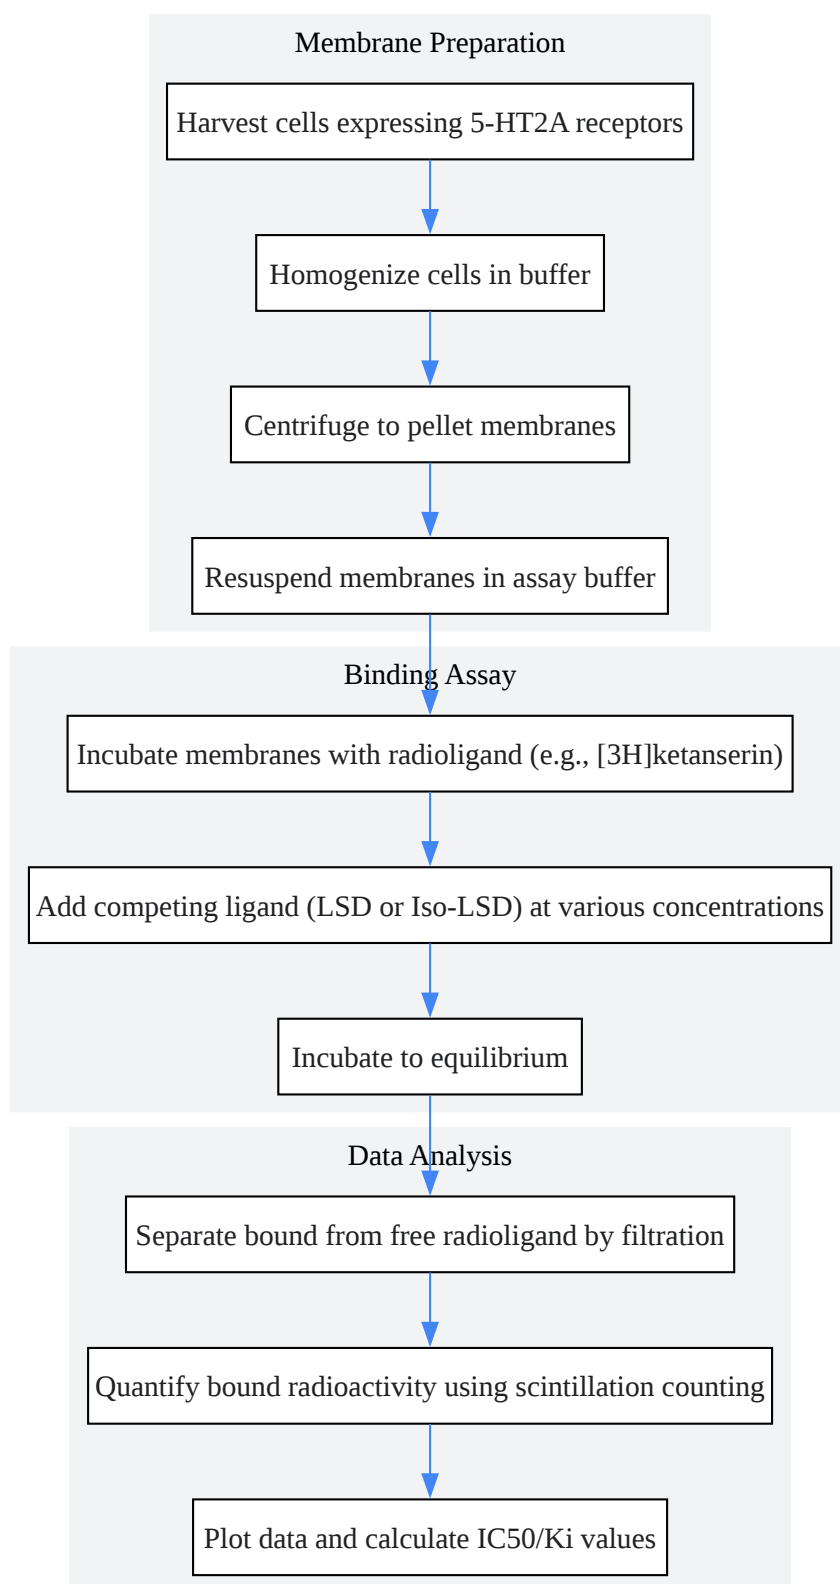 Membrane Preparation
Harvest cells expressing 5-HT2A receptors
Homogenize cells in buffer
Centrifuge to pellet membranes
Resuspend membranes in assay buffer
Binding Assay
Incubate membranes with radioligand (e.g., [3H]ketanserin)
Add competing ligand (LSD or Iso-LSD) at various concentrations
Incubate to equilibrium
Data Analysis
Separate bound from free radioligand by filtration
Quantify bound radioactivity using scintillation counting
Plot data and calculate IC50/Ki values